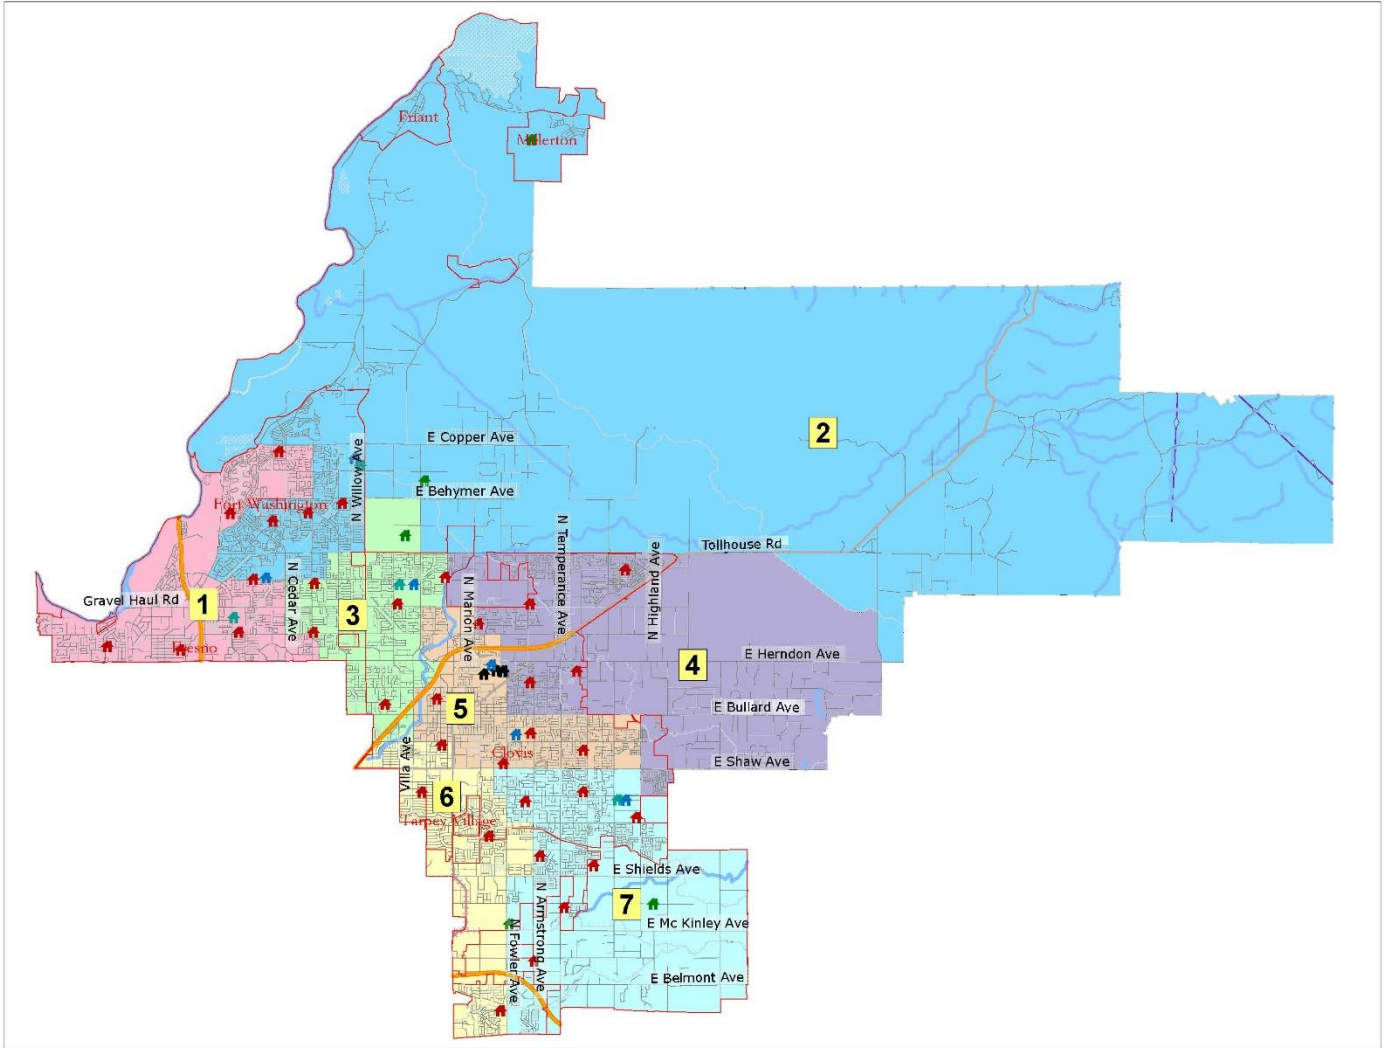 Friant
Millerton
2
E Copper Ave
N Willow Ave
E Behymer Ave
Fort Washington
N Temperance Ave
Tollhouse Rd
N Highland Ave
N Cedar Ave
N Marion Ave
Gravel Haul Rd
1
3
Fresno
E Herndon Ave
4
5
E Bullard Ave
Clovis
E Shaw Ave
Villa Ave
6
Tarpey Village
E Shields Ave
7
N Armstrong Ave
N Fowler Ave
E Mc Kinley Ave
E Belmont Ave